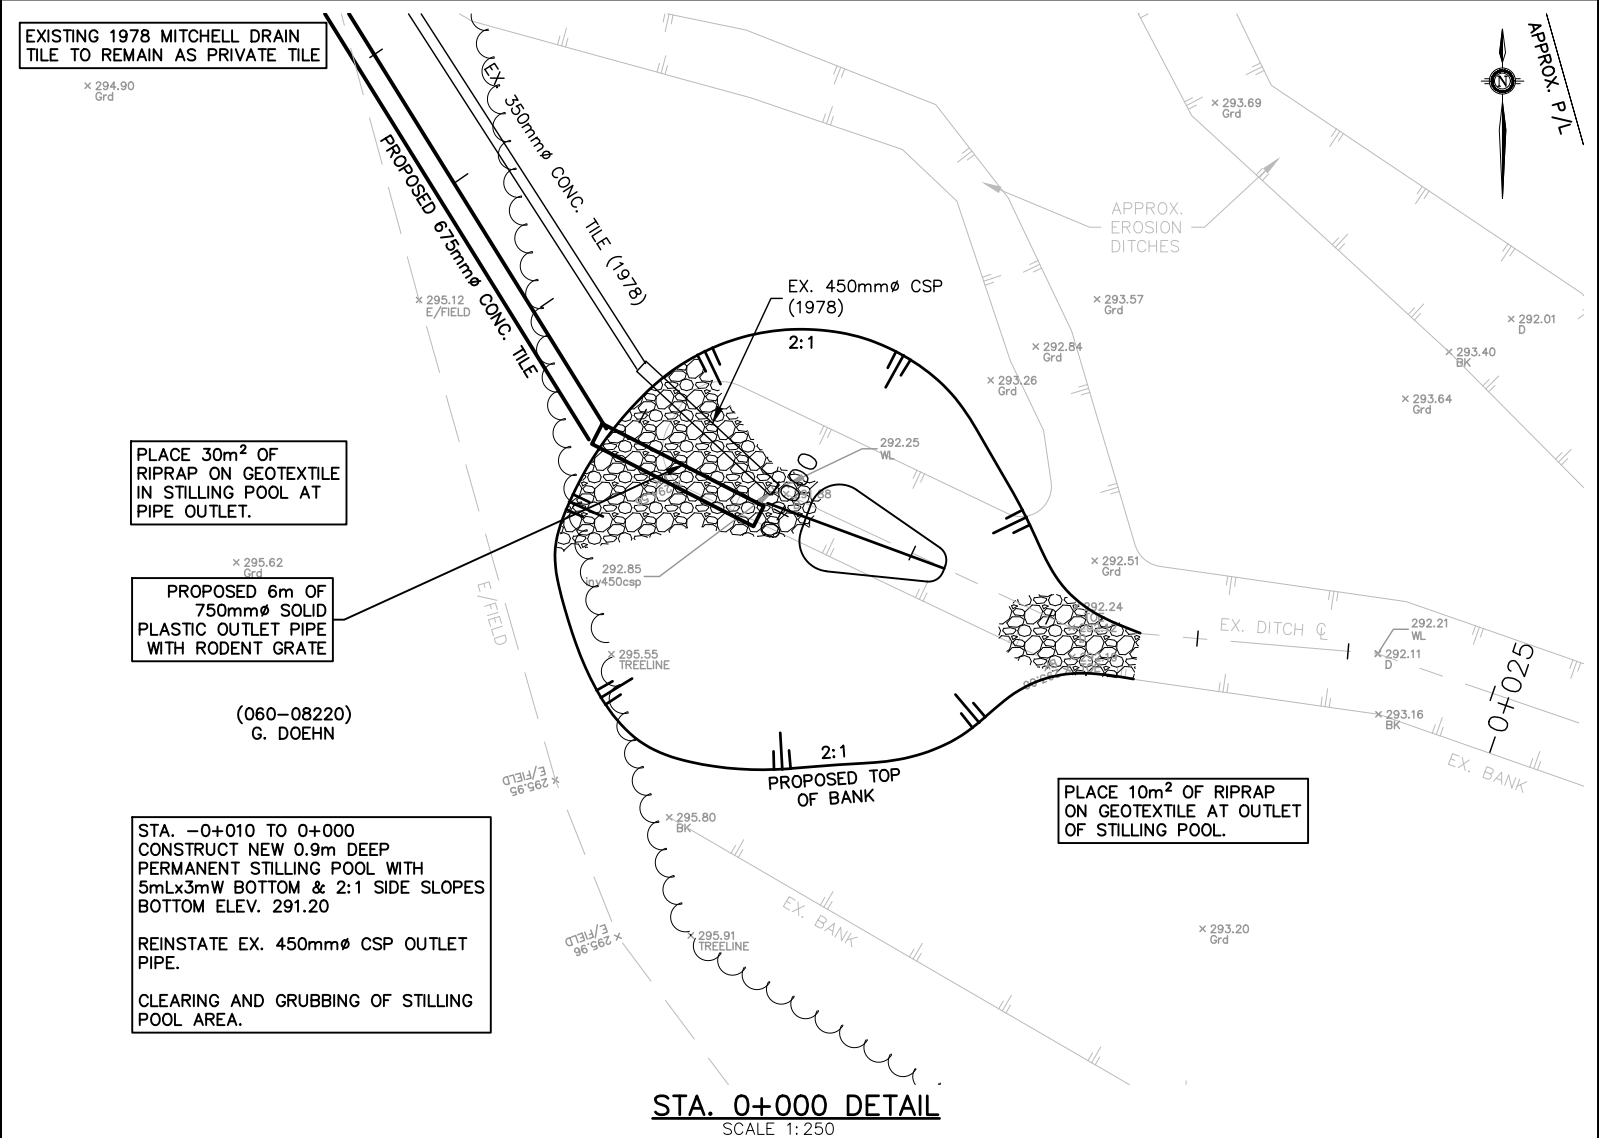 EXISTING 1978 MITCHELL DRAIN
TILE TO REMAIN AS PRIVATE TILE
× 294.90
Grd
EX. 350mmø CONC. TILE (1978)
PROPOSED 675mmø CONC. TILE
APPROX. P/L
N
× 293.69
Grd
APPROX.
EROSION
DITCHES
× 295.12
E/FIELD
EX. 450mmø CSP
(1978)
2:1
× 293.57
Grd
× 292.84
Grd
× 293.26
Grd
× 292.01
D
× 293.40
BK
× 293.64
Grd
292.25
WL
PLACE 30m² OF
RIPRAP ON GEOTEXTILE
IN STILLING POOL AT
PIPE OUTLET.
× 295.62
Grd
292.85
inv450csp
× 292.51
Grd
PROPOSED 6m OF
750mmø SOLID
PLASTIC OUTLET PIPE
WITH RODENT GRATE
E/FIELD
292.24
EX. DITCH ℄
292.21
WL
× 292.11
D
× 295.55
TREELINE
-0+025
× 293.16
BK
(060-08220)
G. DOEHN
2:1
PROPOSED TOP
OF BANK
EX. BANK
× 295.95
E/FIELD
PLACE 10m² OF RIPRAP
ON GEOTEXTILE AT OUTLET
OF STILLING POOL.
× 295.80
BK
STA. -0+010 TO 0+000
CONSTRUCT NEW 0.9m DEEP
PERMANENT STILLING POOL WITH
5mLx3mW BOTTOM & 2:1 SIDE SLOPES
BOTTOM ELEV. 291.20
REINSTATE EX. 450mmø CSP OUTLET
PIPE.
CLEARING AND GRUBBING OF STILLING
POOL AREA.
EX. BANK
× 295.96
E/FIELD
× 295.91
TREELINE
× 293.20
Grd
STA. 0+000 DETAIL
SCALE 1:250